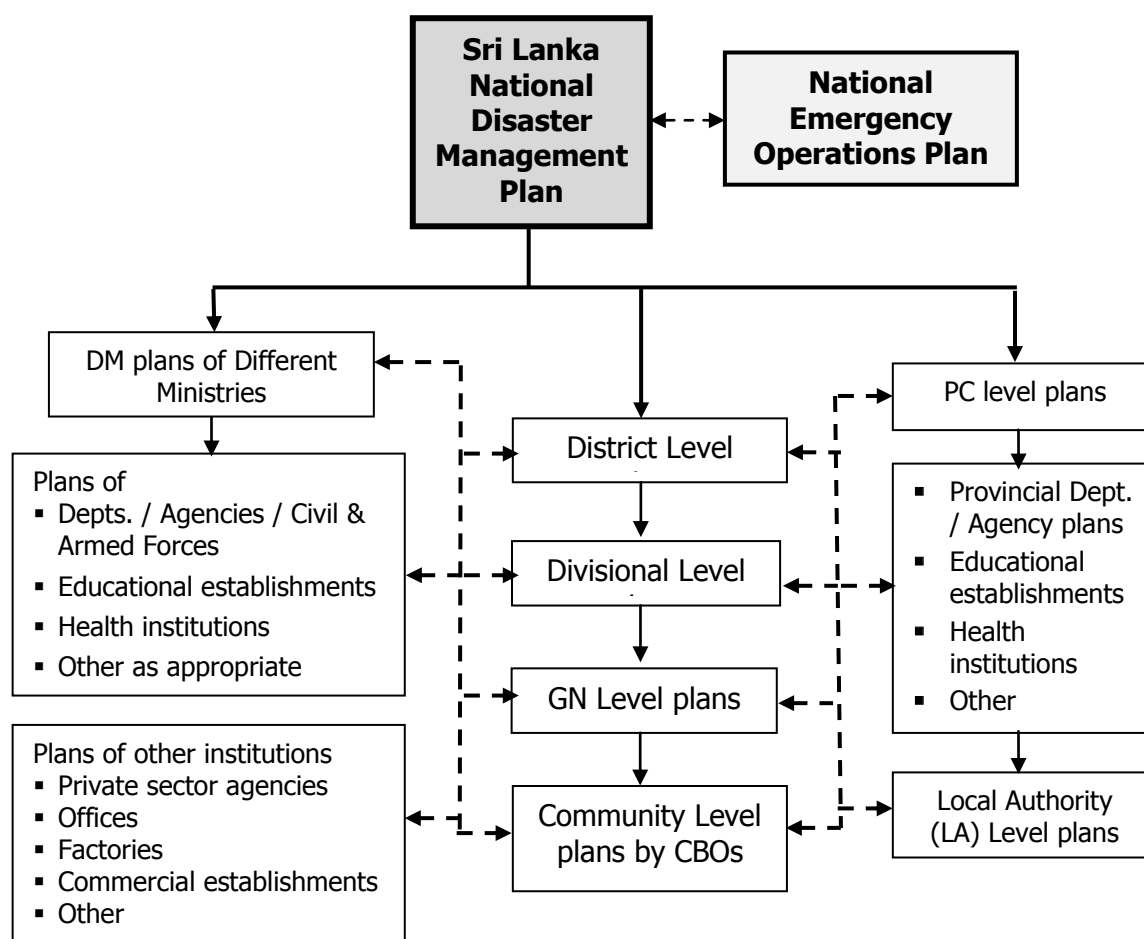 Sri Lanka
National
Disaster
Management
Plan
National
Emergency
Operations Plan
DM plans of Different
Ministries
Plans of
▪ Depts. / Agencies / Civil &
Armed Forces
▪ Educational establishments
▪ Health institutions
▪ Other as appropriate
Plans of other institutions
▪ Private sector agencies
▪ Offices
▪ Factories
▪ Commercial establishments
▪ Other
District Level
Divisional Level
GN Level plans
Community Level
plans by CBOs
PC level plans
▪ Provincial Dept.
/ Agency plans
▪ Educational
establishments
▪ Health
institutions
▪ Other
Local Authority
(LA) Level plans